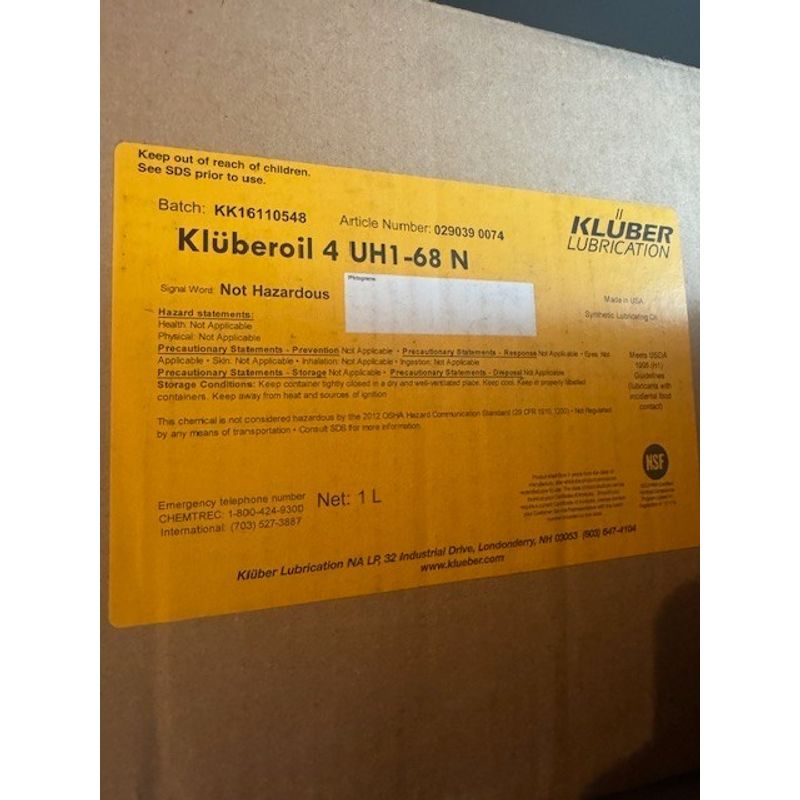 Keep out of reach of children.
See SDS prior to use.
Batch: KK16110548
Article Number: 029039 0074
KLÜBER
LUBRICATION
Klüberoil 4 UH1-68 N
Signal Word: Not Hazardous
Pictograms:
Made in USA
Synthetic Lubricating Oil
Hazard statements:
Health: Not Applicable
Physical: Not Applicable
Precautionary Statements - Prevention Not Applicable • Precautionary Statements - Response Not Applicable • Eyes: Not
Applicable • Skin: Not Applicable • Inhalation: Not Applicable • Ingestion: Not Applicable
Precautionary Statements - Storage Not Applicable • Precautionary Statements - Disposal Not Applicable
Storage Conditions: Keep container tightly closed in a dry and well-ventilated place. Keep cool. Keep in properly labelled
containers. Keep away from heat and sources of ignition
Meets USDA
1998 (H1)
Guidelines
(lubricants with
incidental food
contact)
This chemical is not considered hazardous by the 2012 OSHA Hazard Communication Standard (29 CFR 1910.1200) • Not Regulated
by any means of transportation • Consult SDS for more information.
NSF
Emergency telephone number
CHEMTREC: 1-800-424-9300
International: (703) 527-3887
Net: 1 L
Klüber Lubrication NA LP, 32 Industrial Drive, Londonderry, NH 03053 (603) 647-4104
www.klueber.com